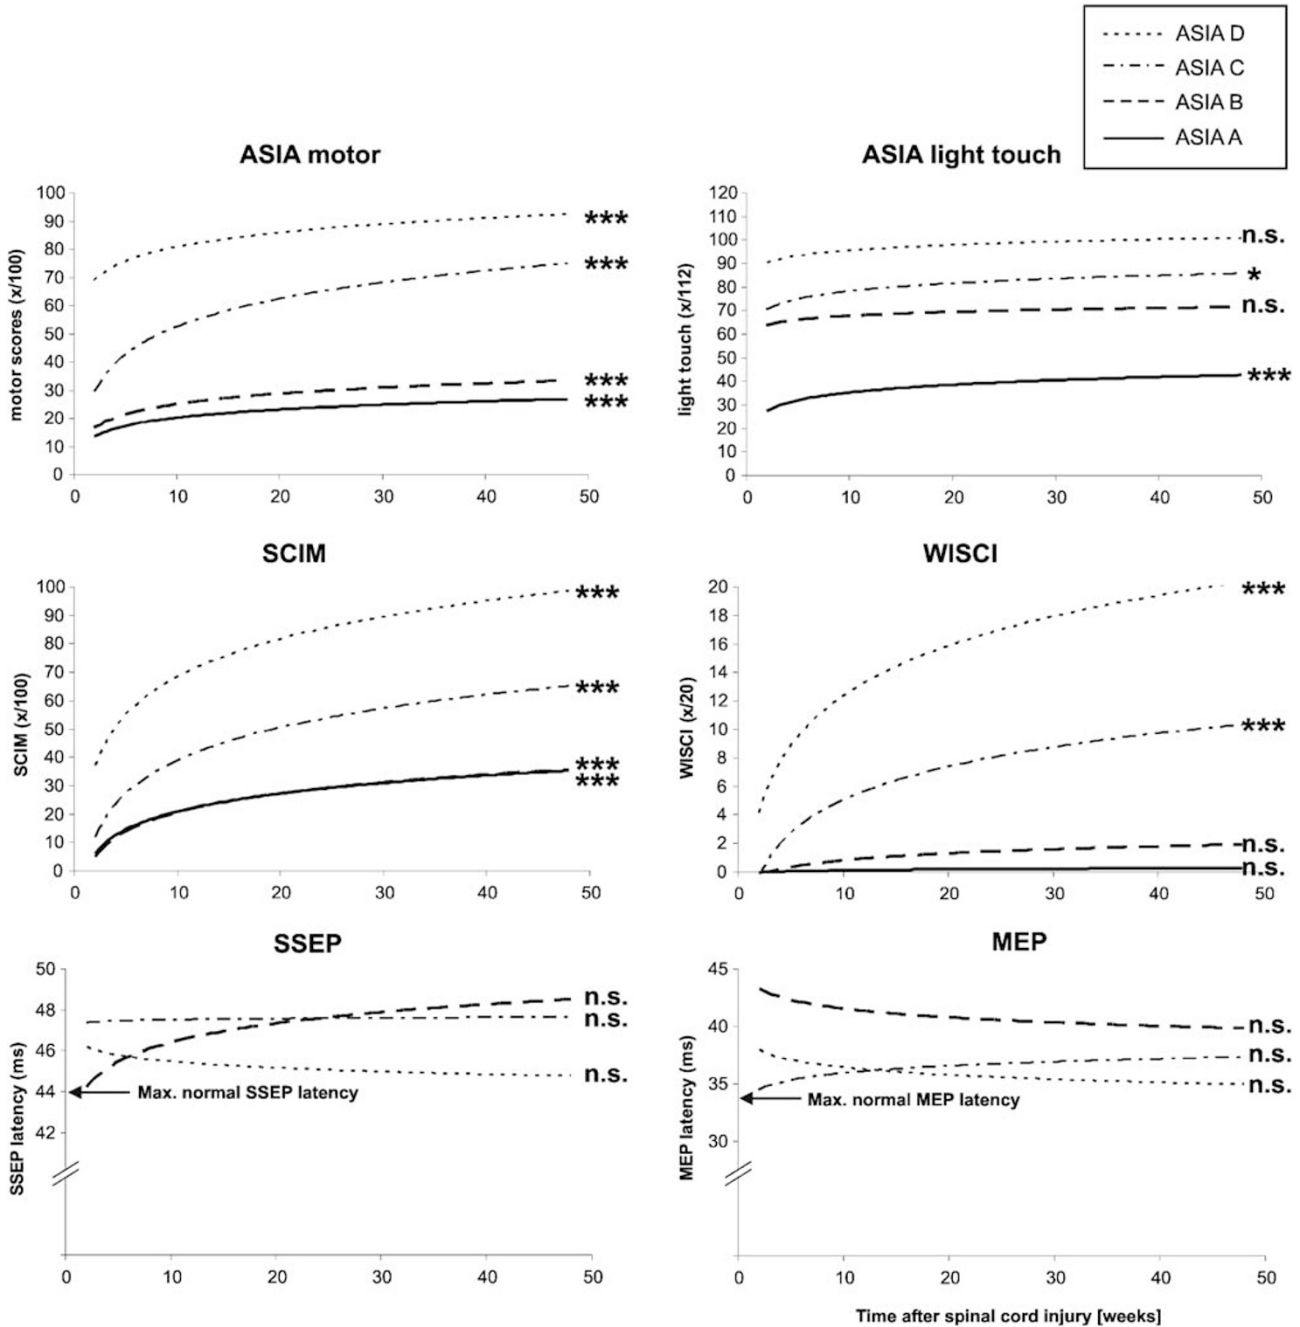 ASIA D
ASIA C
ASIA B
ASIA A
ASIA motor
motor scores (x/100)
100
90
80
70
60
50
40
30
20
10
0
0 10 20 30 40 50
***
***
***
***
ASIA light touch
light touch (x/112)
120
110
100
90
80
70
60
50
40
30
20
10
0
0 10 20 30 40 50
n.s.
*
n.s.
***
SCIM
SCIM (x/100)
100
90
80
70
60
50
40
30
20
10
0
0 10 20 30 40 50
***
***
***
***
WISCI
WISCI (x/20)
20
18
16
14
12
10
8
6
4
2
0
0 10 20 30 40 50
***
***
n.s.
n.s.
SSEP
SSEP latency (ms)
50
48
46
44
42
Max. normal SSEP latency
0 10 20 30 40 50
n.s.
n.s.
n.s.
MEP
MEP latency (ms)
45
40
35
30
Max. normal MEP latency
0 10 20 30 40 50
n.s.
n.s.
n.s.
Time after spinal cord injury [weeks]